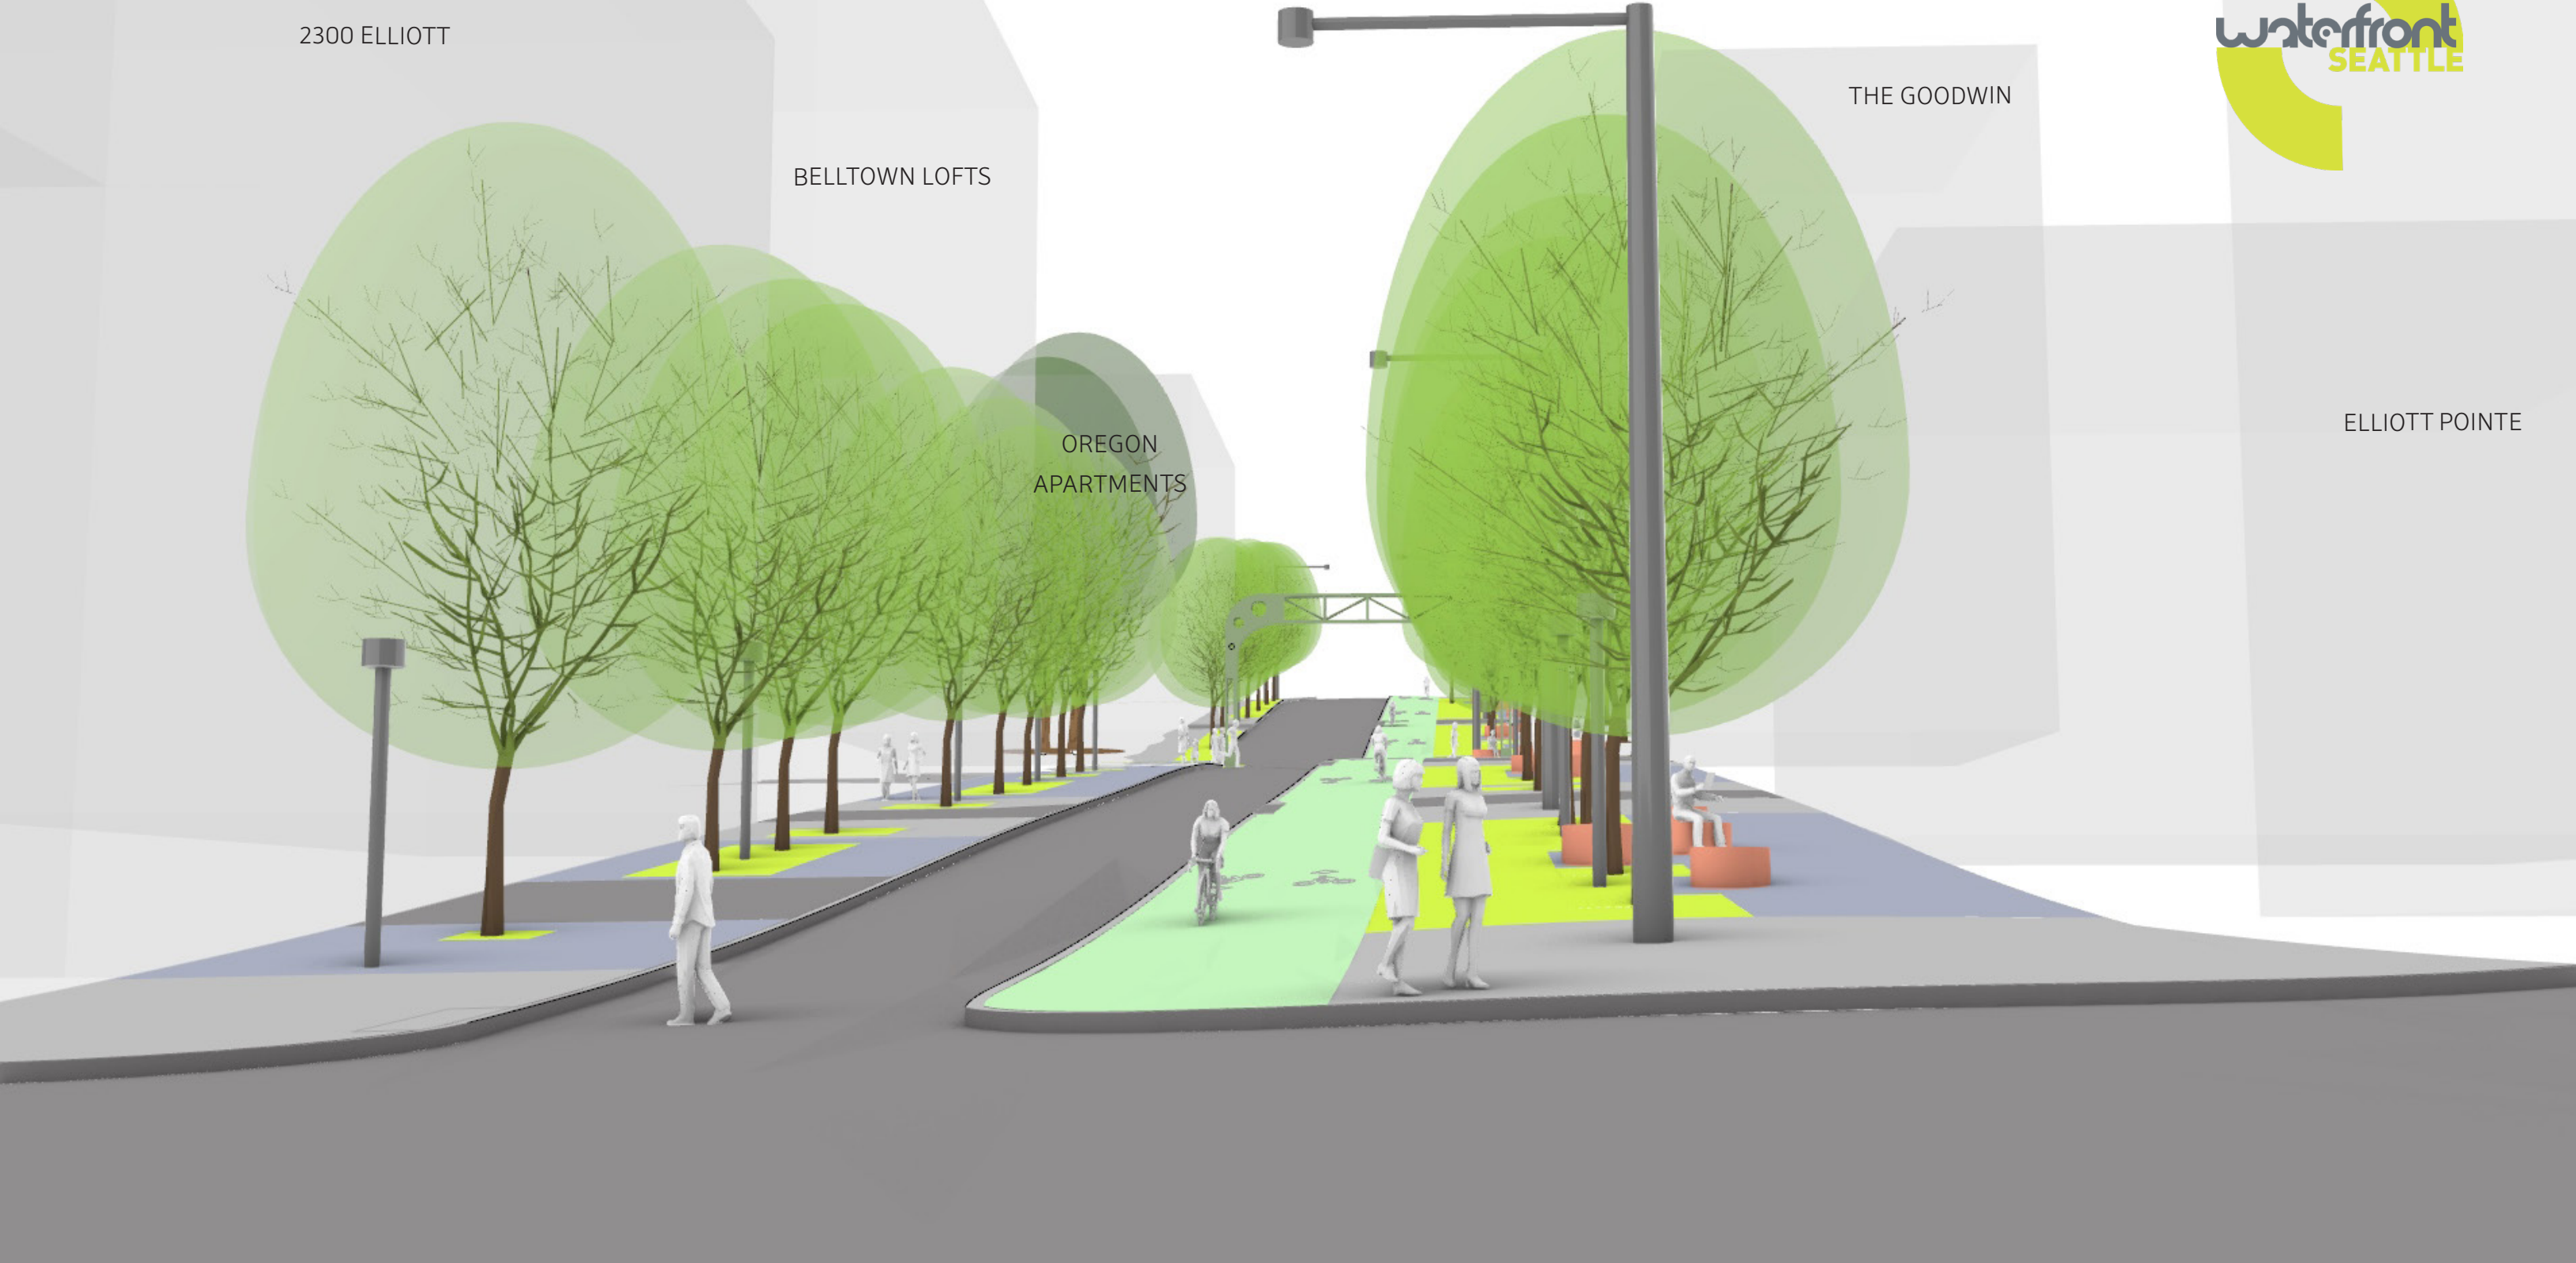 2300 ELLIOTT
waterfront
SEATTLE
THE GOODWIN
BELLTOWN LOFTS
ELLIOTT POINTE
OREGON
APARTMENTS